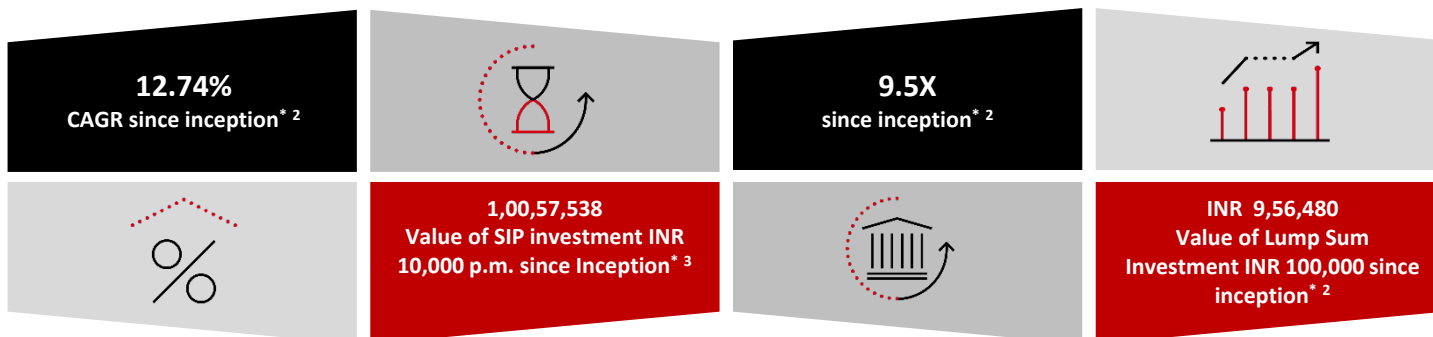 12.74%
CAGR since inception* 2
9.5X
since inception* 2
1,00,57,538
Value of SIP investment INR
10,000 p.m. since Inception* 3
INR 9,56,480
Value of Lump Sum
Investment INR 100,000 since
inception* 2